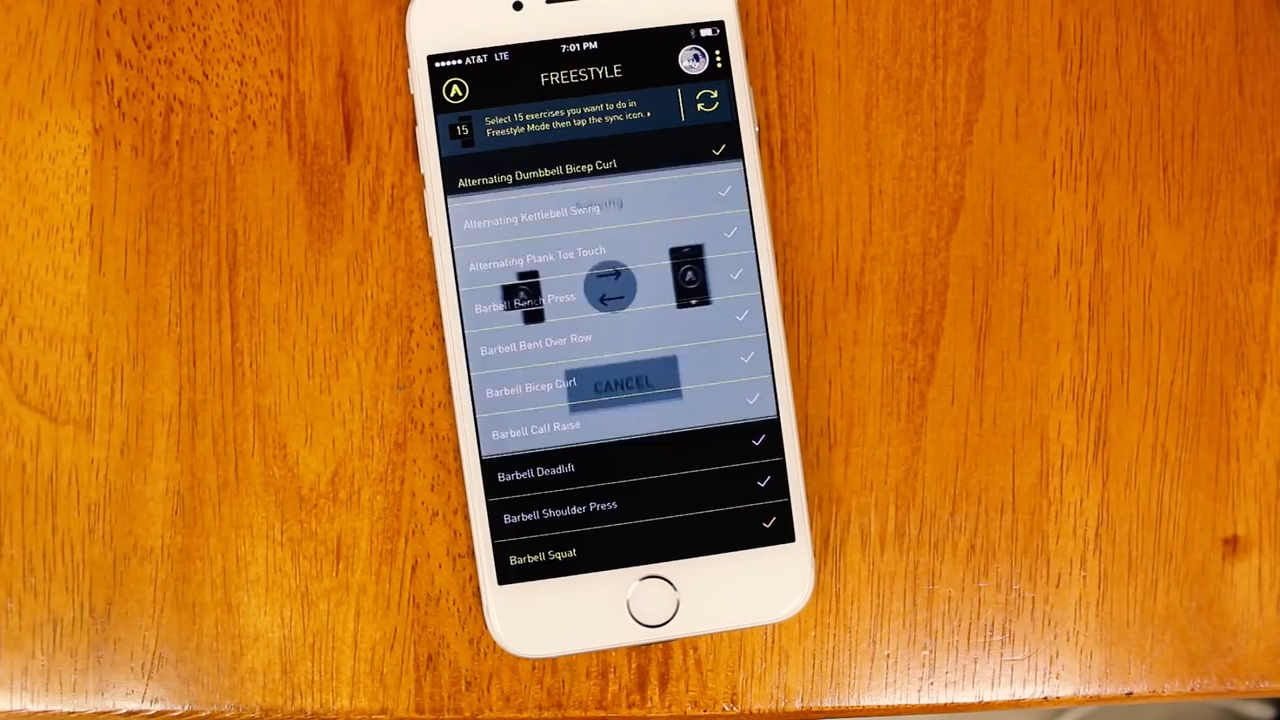 AT&T LTE
7:01 PM
FREESTYLE
15
Select 15 exercises you want to do in
Freestyle Mode then tap the sync icon.
Alternating Dumbbell Bicep Curl
Alternating Kettlebell Swing
Alternating Plank Toe Touch
Barbell Bench Press
Barbell Bent Over Row
Barbell Bicep Curl
CANCEL
Barbell Calf Raise
Barbell Deadlift
Barbell Shoulder Press
Barbell Squat